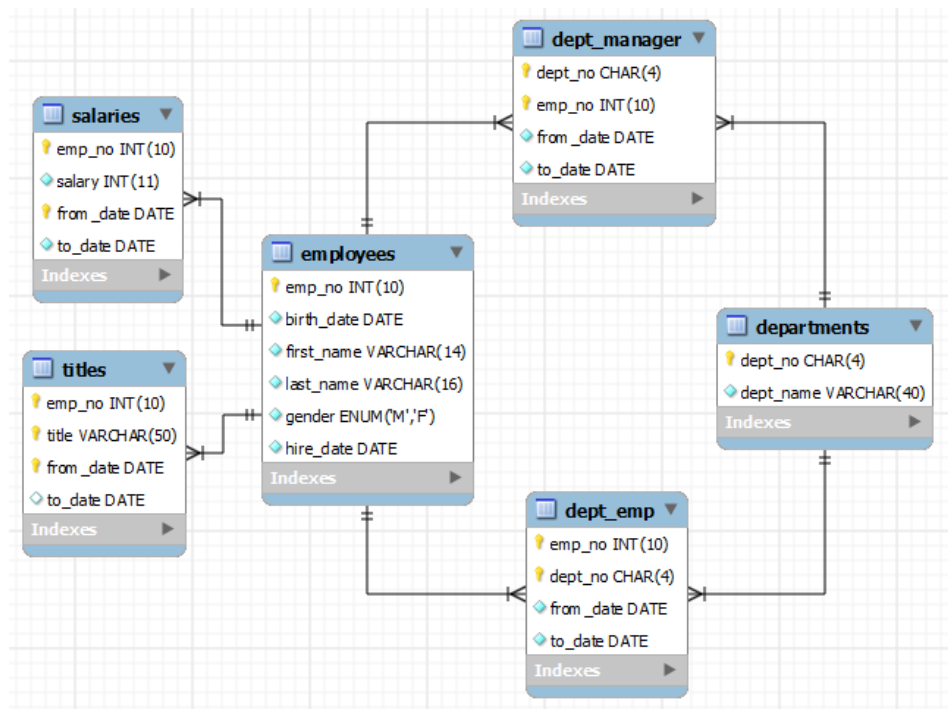 dept_manager
dept_no CHAR(4)
emp_no INT(10)
from_date DATE
to_date DATE
Indexes
salaries
emp_no INT(10)
salary INT(11)
from_date DATE
to_date DATE
Indexes
employees
emp_no INT(10)
birth_date DATE
first_name VARCHAR(14)
last_name VARCHAR(16)
gender ENUM('M','F')
hire_date DATE
Indexes
departments
dept_no CHAR(4)
dept_name VARCHAR(40)
Indexes
titles
emp_no INT(10)
title VARCHAR(50)
from_date DATE
to_date DATE
Indexes
dept_emp
emp_no INT(10)
dept_no CHAR(4)
from_date DATE
to_date DATE
Indexes